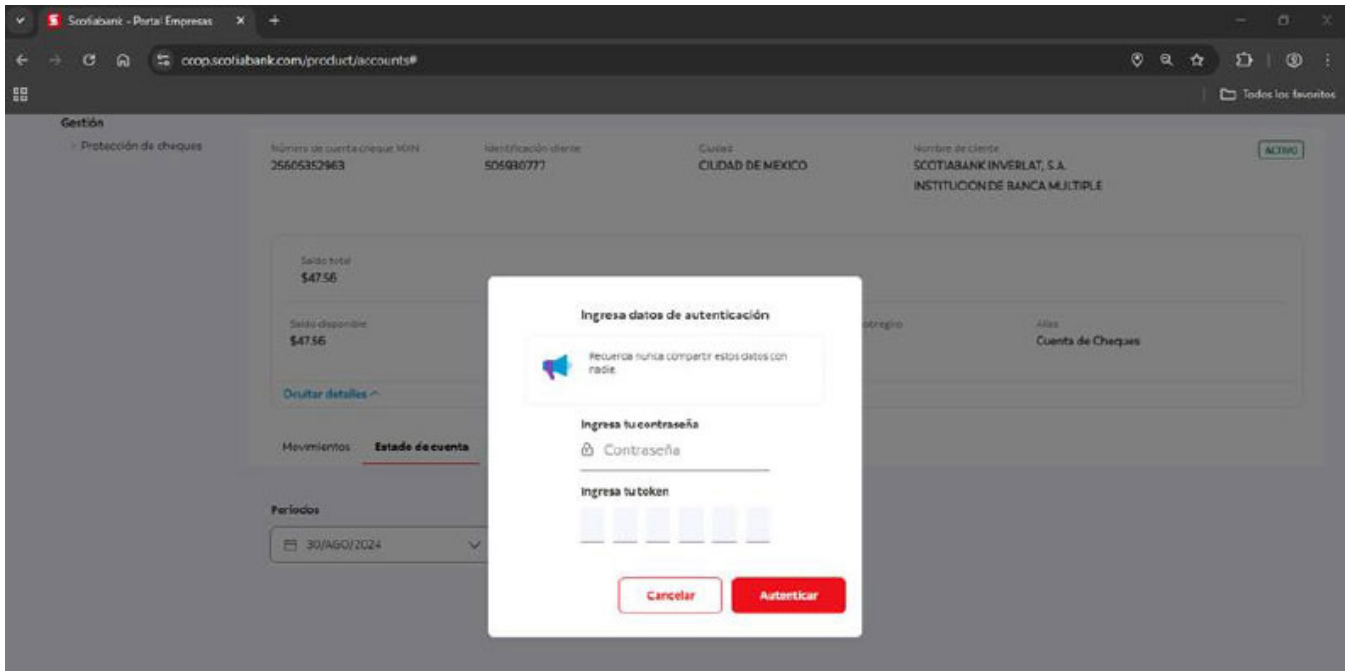 Scotiabank - Portal Empresas
ccop.scotiabank.com/product/accounts#
Todos los favoritos
Gestión
Protección de cheques
Número de cuenta cheque MXN
25605352963
Identificación cliente
505930777
Ciudad
CIUDAD DE MEXICO
Nombre de cliente
SCOTIABANK INVERLAT, S.A.
INSTITUCION DE BANCA MULTIPLE
ACTIVO
Saldo total
$47.56
Saldo disponible
$47.56
Alias
Cuenta de Cheques
Ocultar detalles
Movimientos
Estado de cuenta
Períodos
30/AGO/2024
Ingresa datos de autenticación
Recuerda nunca compartir estos datos con
nadie.
Ingresa tu contraseña
Contraseña
Ingresa tu token
Cancelar
Autenticar